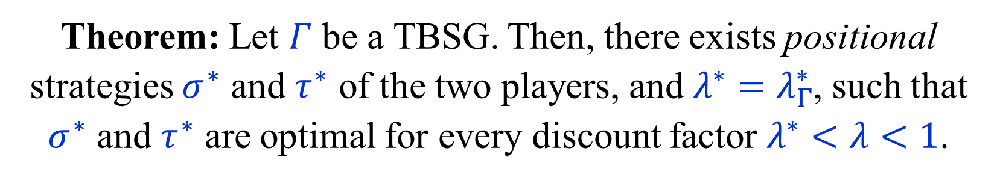 Theorem: Let Γ be a TBSG. Then, there exists positional
strategies σ* and τ* of the two players, and λ* = λ*_Γ, such that
σ* and τ* are optimal for every discount factor λ* < λ < 1.